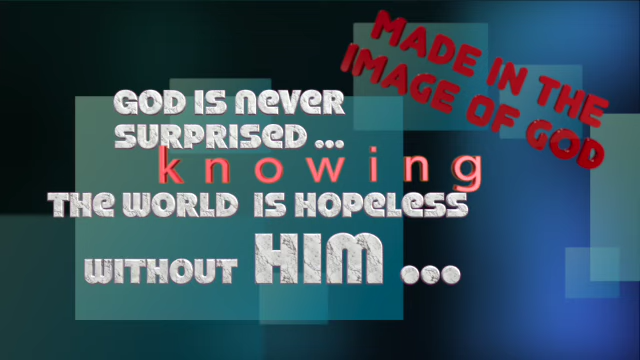 MADE IN THE
IMAGE OF GOD
GOD IS NEVER
SURPRISED ...
knowing
THE WORLD IS HOPELESS
WITHOUT HIM ...